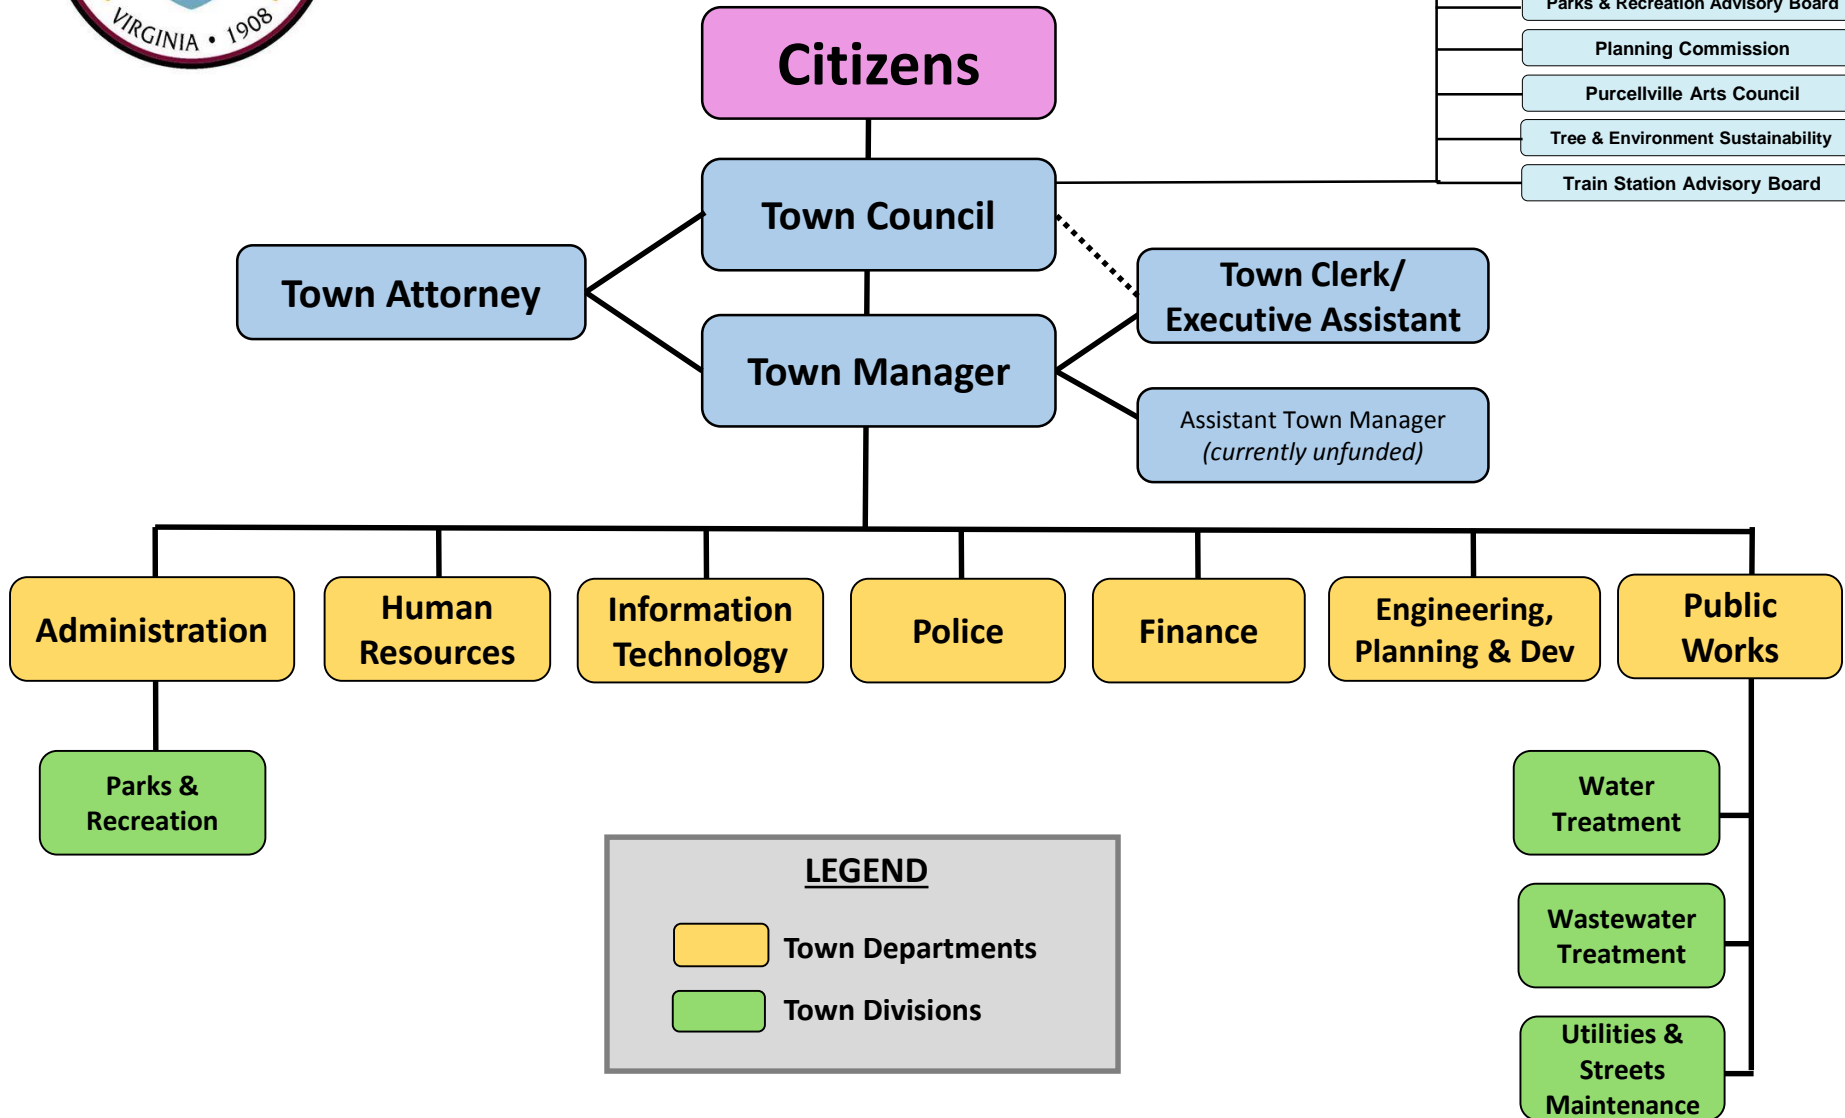 VIRGINIA • 1908
Parks & Recreation Advisory Board
Planning Commission
Purcellville Arts Council
Tree & Environment Sustainability
Train Station Advisory Board
Citizens
Town Council
Town Attorney
Town Clerk/
Executive Assistant
Town Manager
Assistant Town Manager
(currently unfunded)
Administration
Human
Resources
Information
Technology
Police
Finance
Engineering,
Planning & Dev
Public
Works
Parks &
Recreation
Water
Treatment
Wastewater
Treatment
Utilities &
Streets
Maintenance
LEGEND
Town Departments
Town Divisions